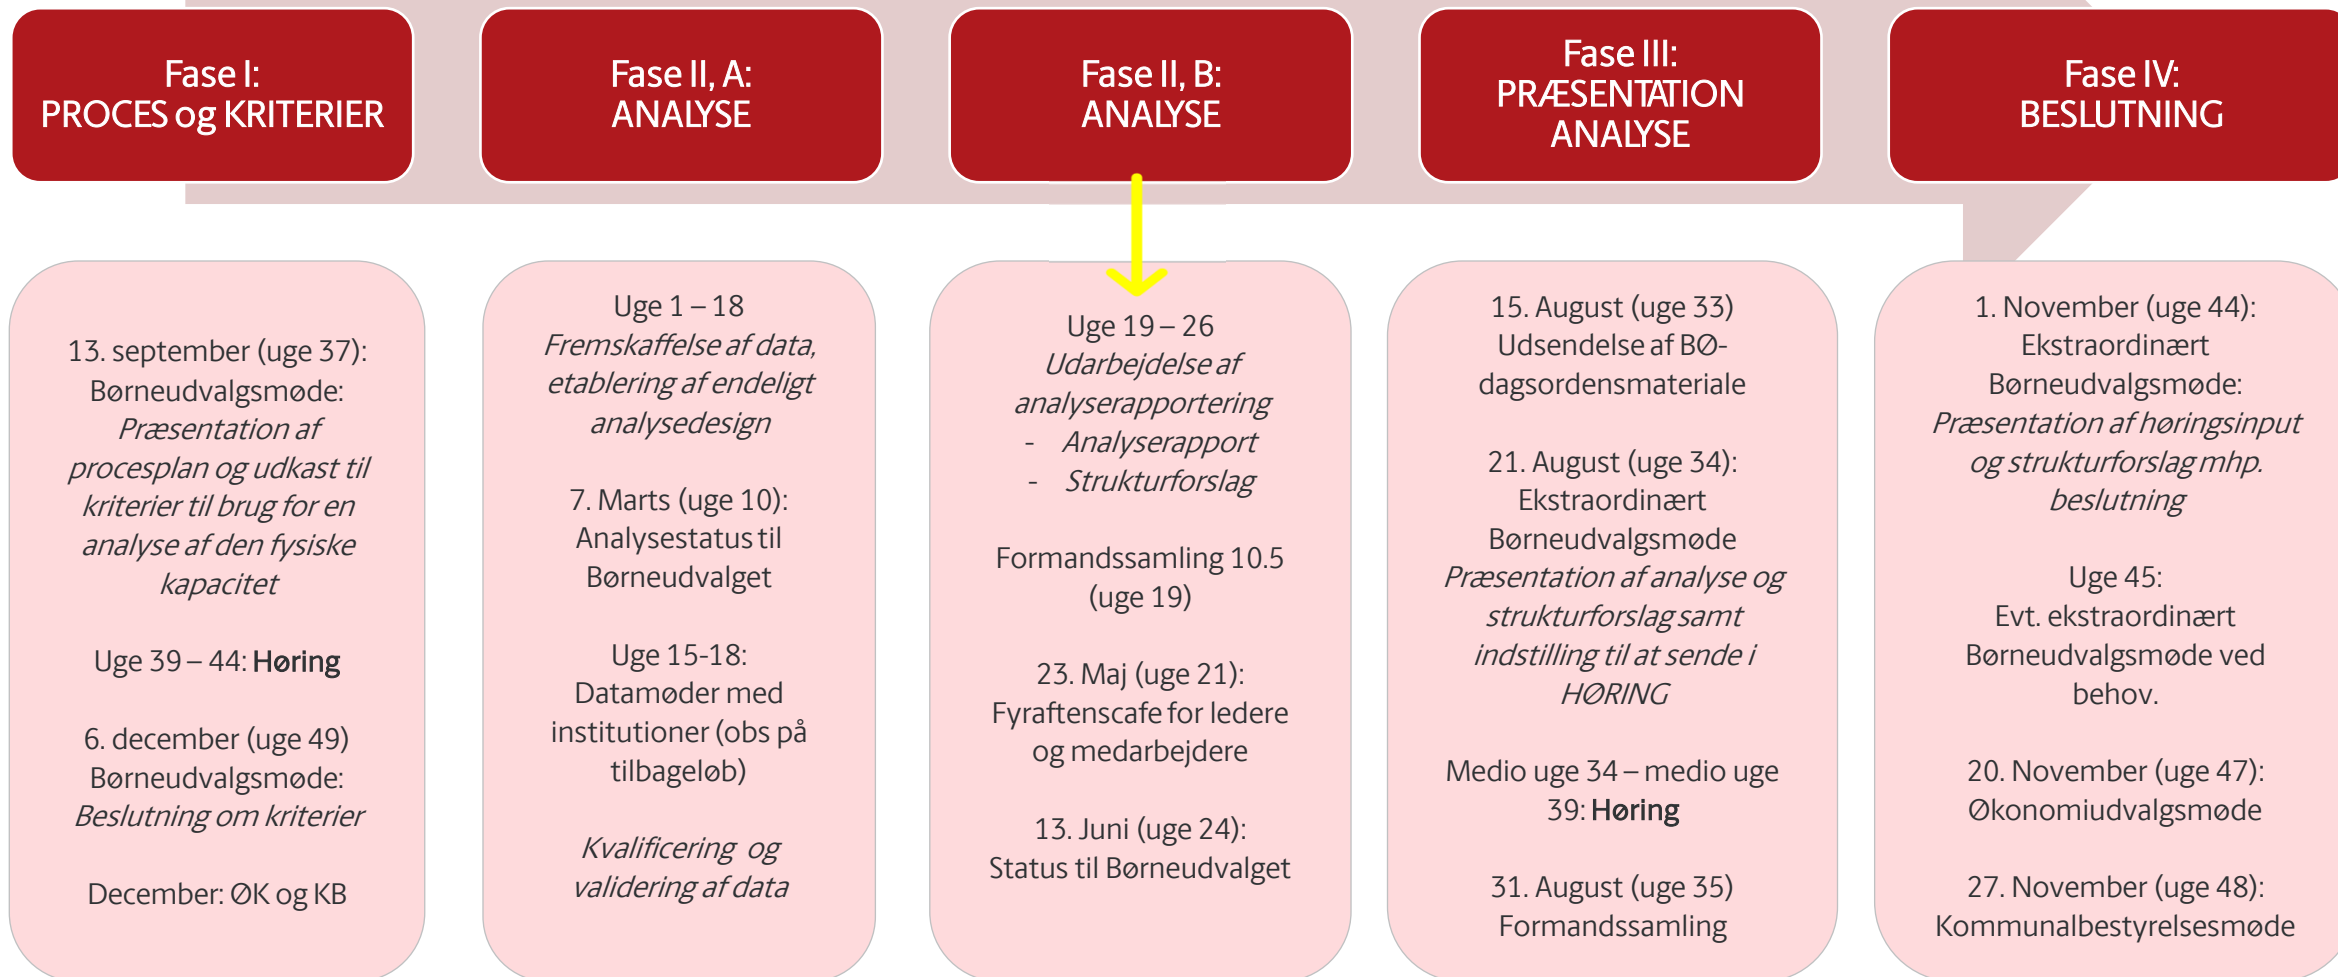 Fase I:
PROCES og KRITERIER
Fase II, A:
ANALYSE
Fase II, B:
ANALYSE
Fase III:
PRÆSENTATION
ANALYSE
Fase IV:
BESLUTNING
13. september (uge 37):
Børneudvalgsmøde:
Præsentation af
procesplan og udkast til
kriterier til brug for en
analyse af den fysiske
kapacitet
Uge 39 – 44: Høring
6. december (uge 49)
Børneudvalgsmøde:
Beslutning om kriterier
December: ØK og KB
Uge 1 – 18
Fremskaffelse af data,
etablering af endeligt
analysedesign
7. Marts (uge 10):
Analysestatus til
Børneudvalget
Uge 15-18:
Datamøder med
institutioner (obs på
tilbageløb)
Kvalificering og
validering af data
Uge 19 – 26
Udarbejdelse af
analyserapportering
- Analyserapport
- Strukturforslag
Formandssamling 10.5
(uge 19)
23. Maj (uge 21):
Fyraftenscafe for ledere
og medarbejdere
13. Juni (uge 24):
Status til Børneudvalget
15. August (uge 33)
Udsendelse af BØ-
dagsordensmateriale
21. August (uge 34):
Ekstraordinært
Børneudvalgsmøde
Præsentation af analyse og
strukturforslag samt
indstilling til at sende i
HØRING
Medio uge 34 – medio uge
39: Høring
31. August (uge 35)
Formandssamling
1. November (uge 44):
Ekstraordinært
Børneudvalgsmøde:
Præsentation af høringsinput
og strukturforslag mhp.
beslutning
Uge 45:
Evt. ekstraordinært
Børneudvalgsmøde ved
behov.
20. November (uge 47):
Økonomiudvalgsmøde
27. November (uge 48):
Kommunalbestyrelsesmøde